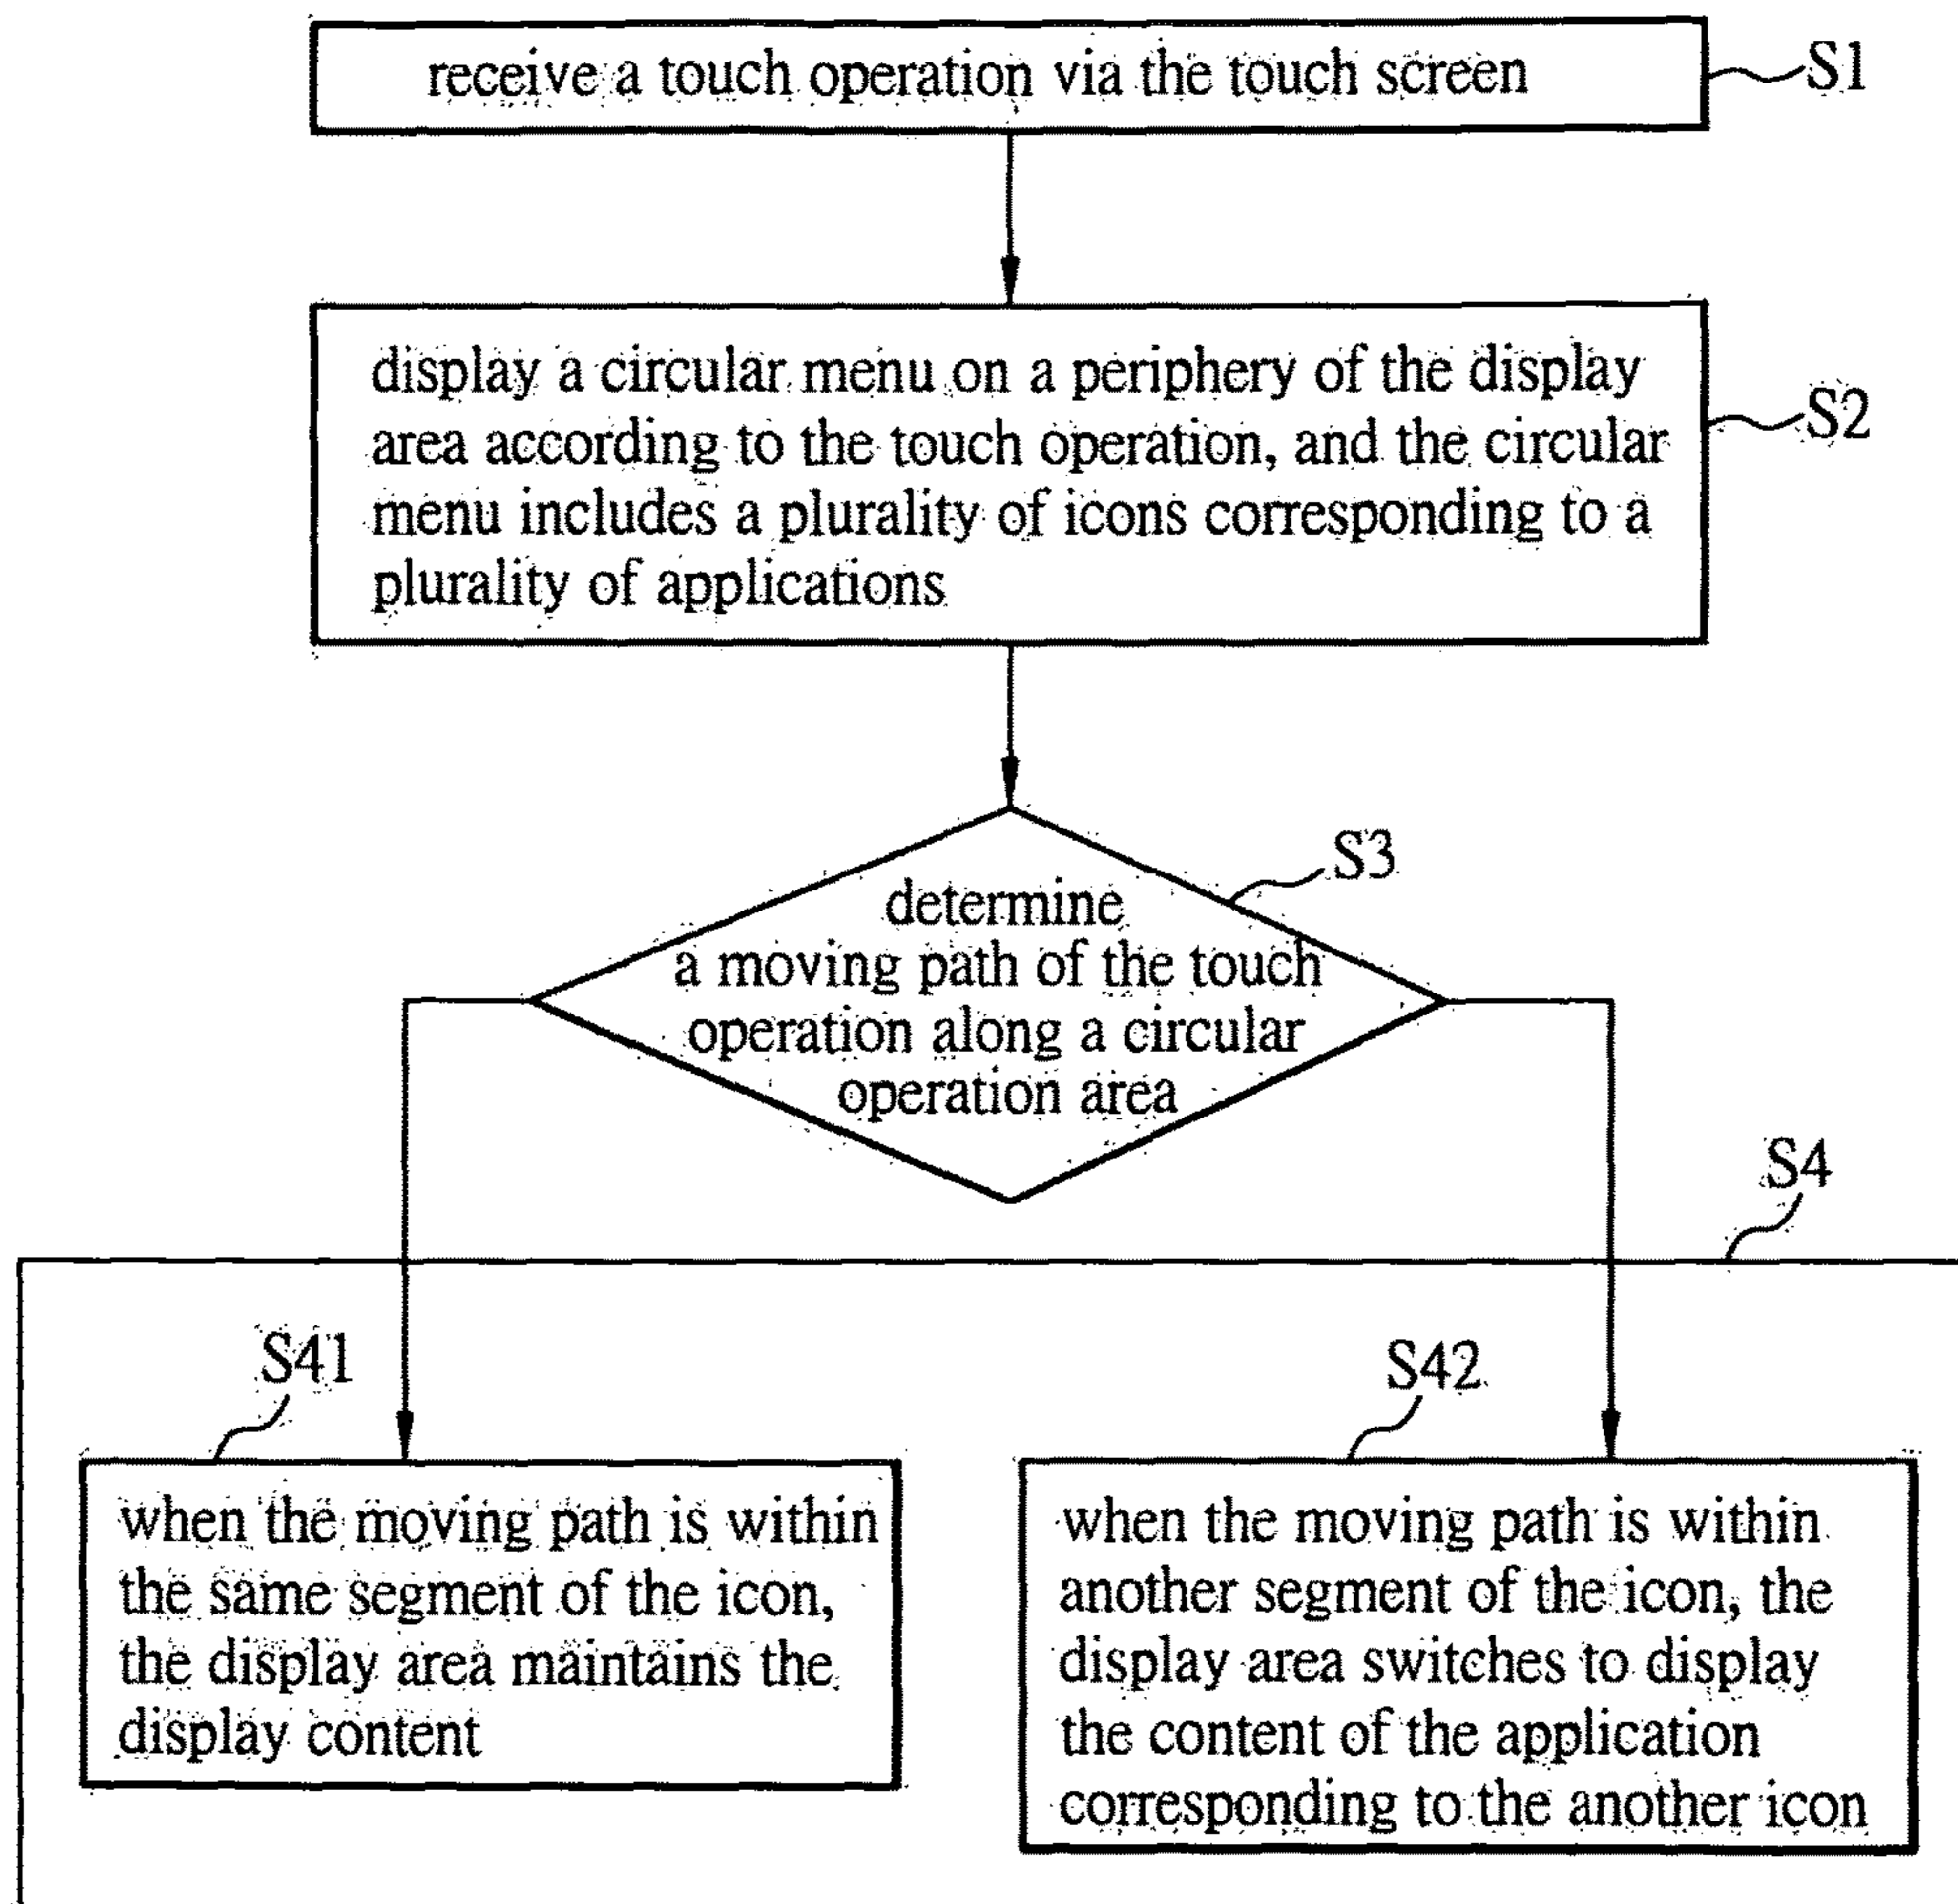 receive a touch operation via the touch screen
S1
display a circular menu on a periphery of the display
area according to the touch operation, and the circular
menu includes a plurality of icons corresponding to a
plurality of applications
S2
S3
determine
a moving path of the touch
operation along a circular
operation area
S4
S41
when the moving path is within
the same segment of the icon,
the display area maintains the
display content
S42
when the moving path is within
another segment of the icon, the
display area switches to display
the content of the application
corresponding to the another icon